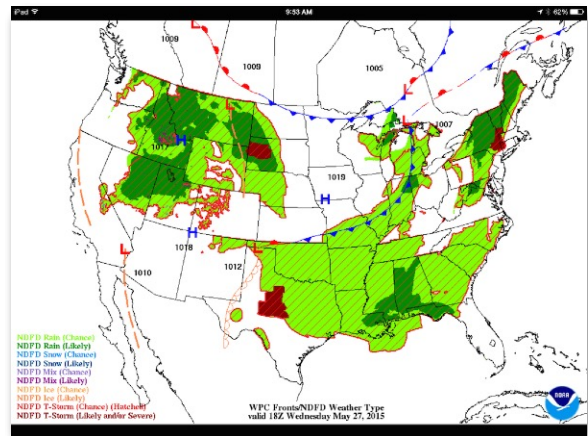 iPad
9:53 AM
62%
1009
L
1009
1005
L
L
L
1007
1017
H
1019
H
H
1018
L
1010
1012
L
NDFD Rain (Chance)
NDFD Rain (Likely)
NDFD Snow (Chance)
NDFD Snow (Likely)
NDFD Mix (Chance)
NDFD Mix (Likely)
NDFD Ice (Chance)
NDFD Ice (Likely)
NDFD T-Storm (Chance) (Hatched)
NDFD T-Storm (Likely and/or Severe)
WPC Fronts/NDFD Weather Type
valid 18Z Wednesday May 27, 2015
NOAA